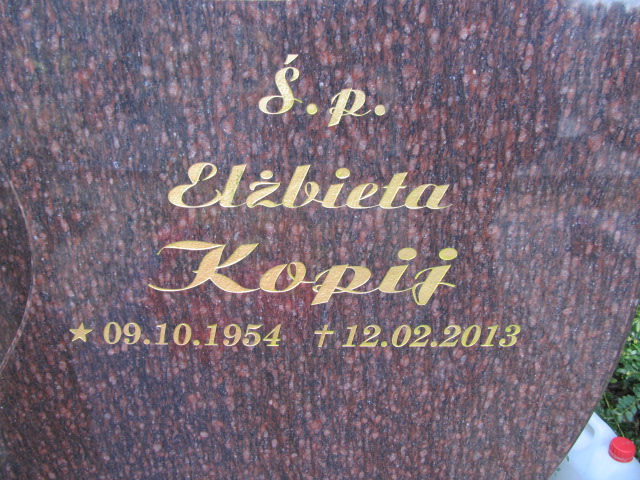 Ś.p.
Elżbieta
Kopij
★ 09.10.1954 † 12.02.2013